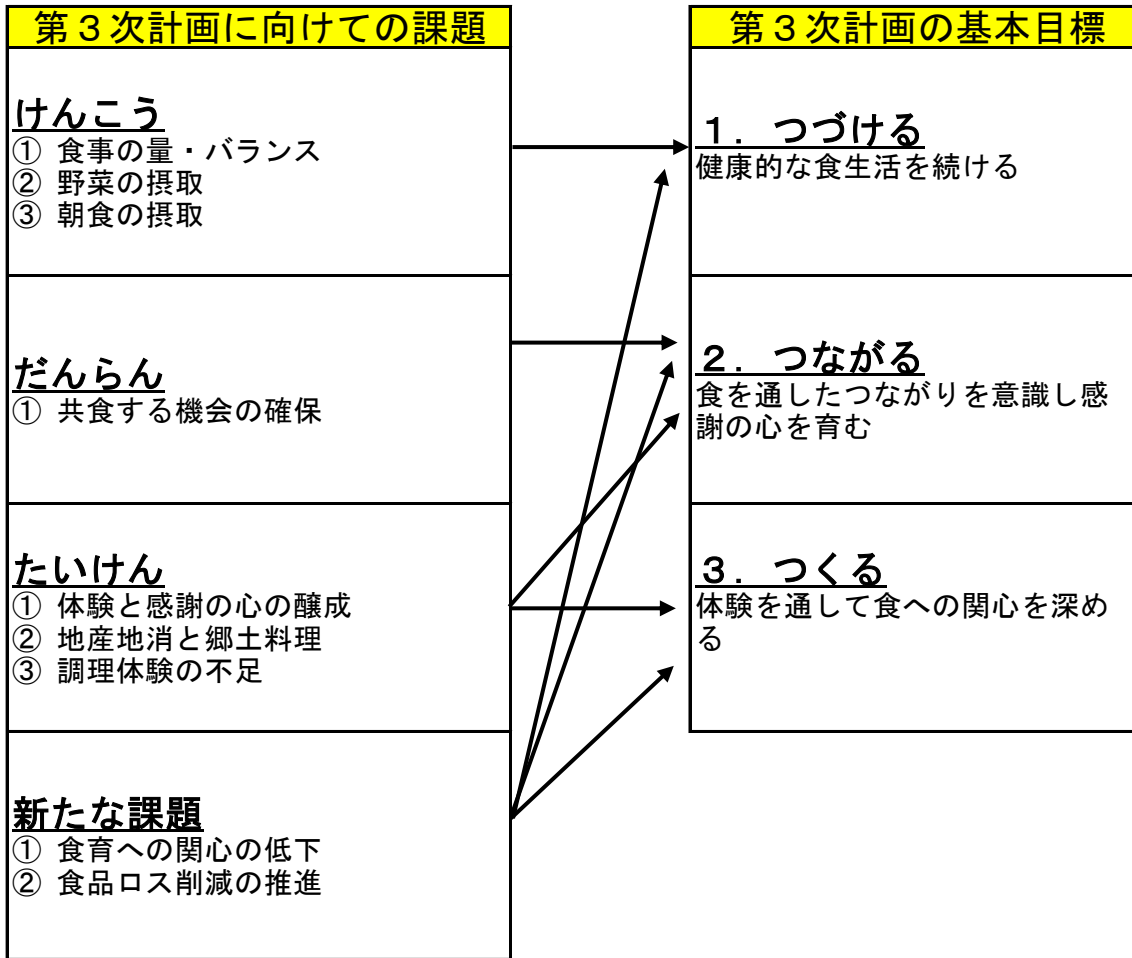 第３次計画に向けての課題
けんこう
① 食事の量・バランス
② 野菜の摂取
③ 朝食の摂取
だんらん
① 共食する機会の確保
たいけん
① 体験と感謝の心の醸成
② 地産地消と郷土料理
③ 調理体験の不足
新たな課題
① 食育への関心の低下
② 食品ロス削減の推進
第３次計画の基本目標
１．つづける
健康的な食生活を続ける
２．つながる
食を通したつながりを意識し感
謝の心を育む
３．つくる
体験を通して食への関心を深め
る